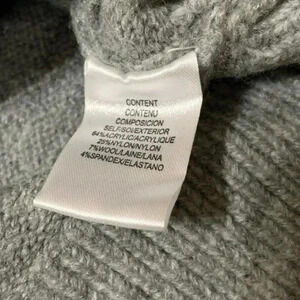 CONTENT
CONTENU
COMPOSICION
SELF/SOI/EXTERIOR
64%ACRYLIC/ACRYLIQUE
25%NYLON/NYLON
7%WOOL/LAINE/LANA
4%SPANDEX/ELASTANO